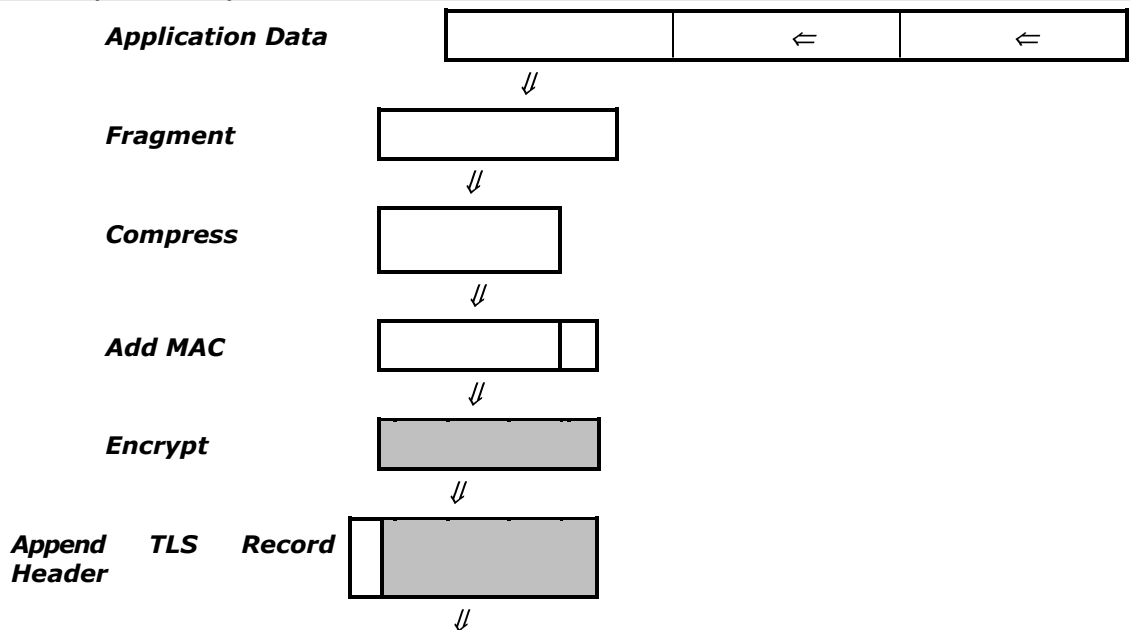 Application Data
⇐ ⇐
⇓
Fragment
⇓
Compress
⇓
Add MAC
⇓
Encrypt
⇓
Append TLS Record
Header
⇓